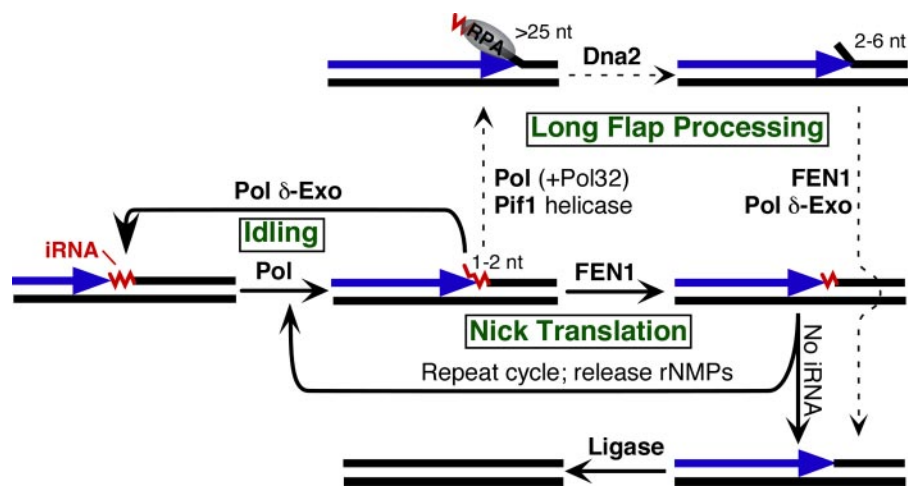 RPA
>25 nt
Dna2
2-6 nt
Long Flap Processing
Pol (+Pol32)
Pif1 helicase
FEN1
Pol δ-Exo
Pol δ-Exo
Idling
iRNA
Pol
1-2 nt
FEN1
Nick Translation
Repeat cycle; release rNMPs
No iRNA
Ligase